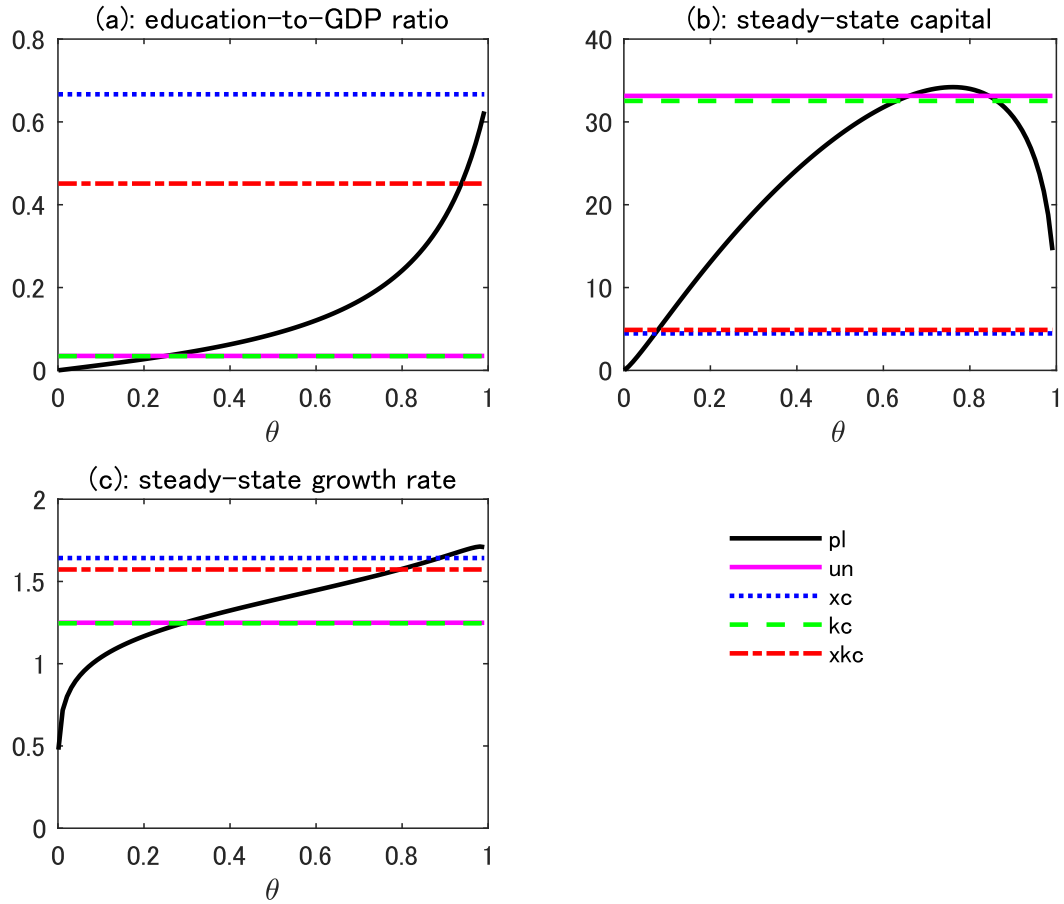 (a): education-to-GDP ratio
0.8
0.6
0.4
0.2
0
0 0.2 0.4 0.6 0.8 1
θ
(b): steady-state capital
40
30
20
10
0
0 0.2 0.4 0.6 0.8 1
θ
(c): steady-state growth rate
2
1.5
1
0.5
0
0 0.2 0.4 0.6 0.8 1
θ
pl
un
xc
kc
xkc